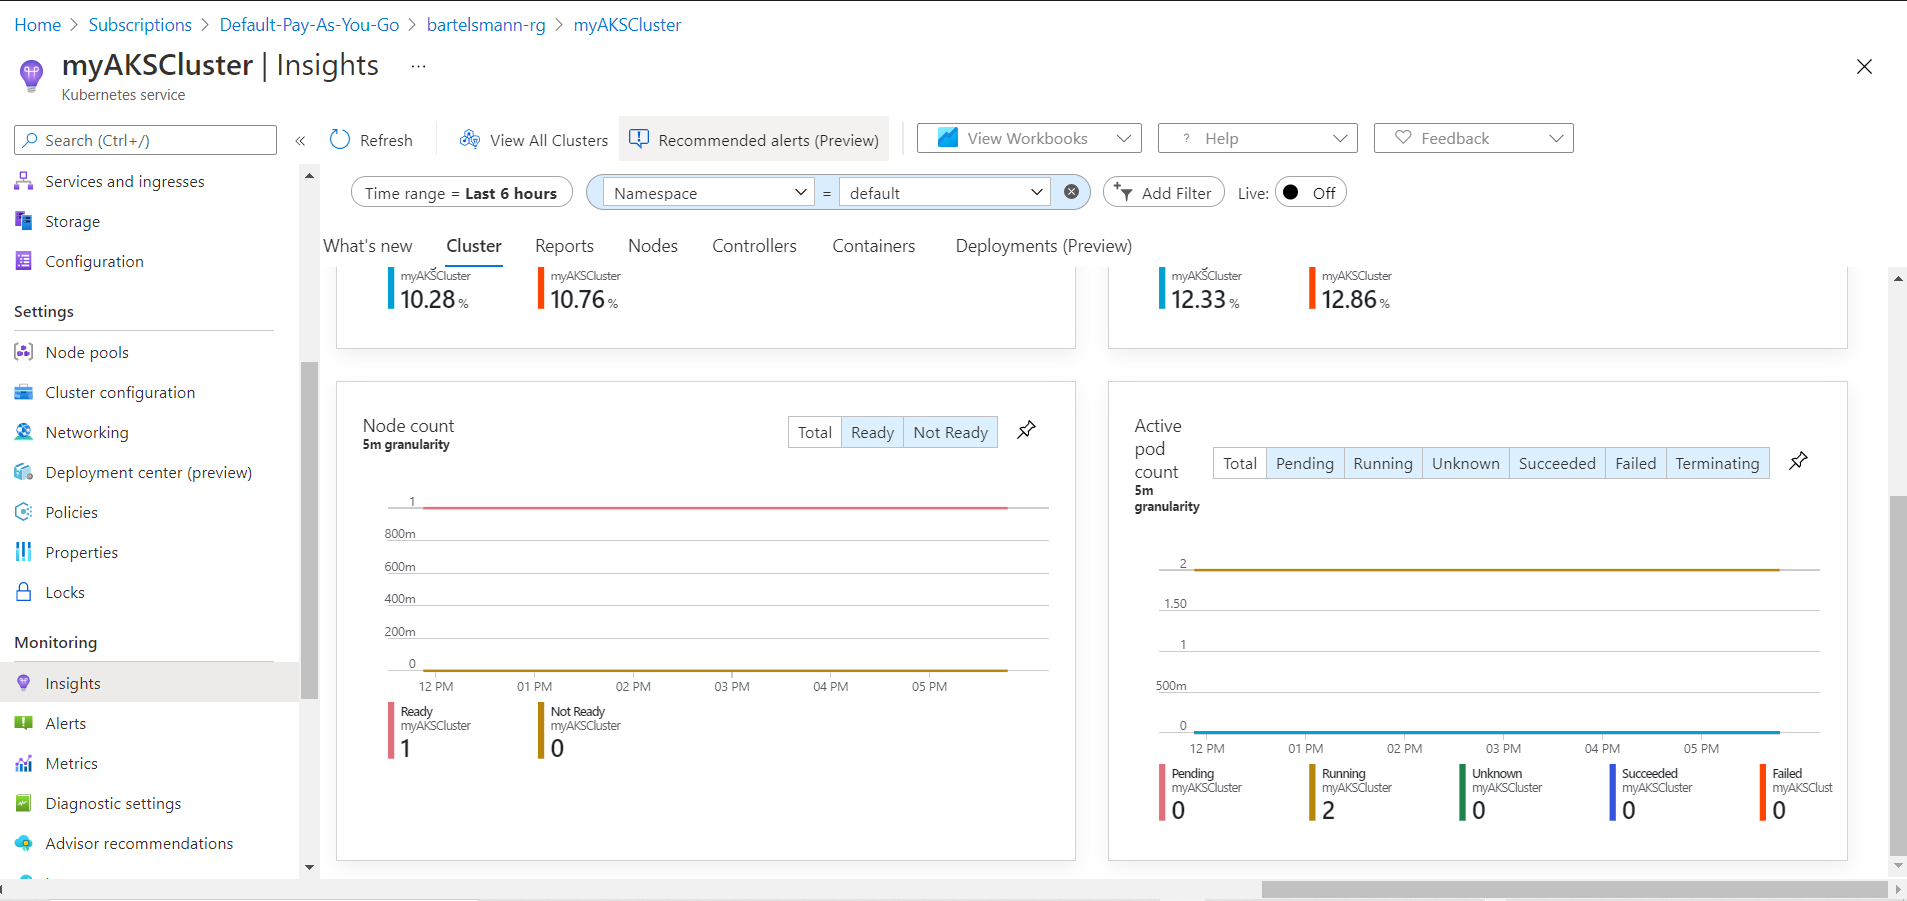 Home > Subscriptions > Default-Pay-As-You-Go > bartelsmann-rg > myAKSCluster
myAKSCluster | Insights ...
Kubernetes service
Search (Ctrl+/)
«
Refresh
View All Clusters
Recommended alerts (Preview)
View Workbooks
? Help
Feedback
Services and ingresses
Storage
Configuration
Settings
Node pools
Cluster configuration
Networking
Deployment center (preview)
Policies
Properties
Locks
Monitoring
Insights
Alerts
Metrics
Diagnostic settings
Advisor recommendations
Time range = Last 6 hours
Namespace = default
Add Filter
Live: Off
What's new Cluster Reports Nodes Controllers Containers Deployments (Preview)
myAKSCluster
10.28 %
myAKSCluster
10.76 %
myAKSCluster
12.33 %
myAKSCluster
12.86 %
Node count
5m granularity
Total Ready Not Ready
1
800m
600m
400m
200m
0
12 PM 01 PM 02 PM 03 PM 04 PM 05 PM
Ready
myAKSCluster
1
Not Ready
myAKSCluster
0
Active
pod
count
5m
granularity
Total Pending Running Unknown Succeeded Failed Terminating
2
1.50
1
500m
0
12 PM 01 PM 02 PM 03 PM 04 PM 05 PM
Pending
myAKSCluster
0
Running
myAKSCluster
2
Unknown
myAKSCluster
0
Succeeded
myAKSCluster
0
Failed
myAKSClust
0